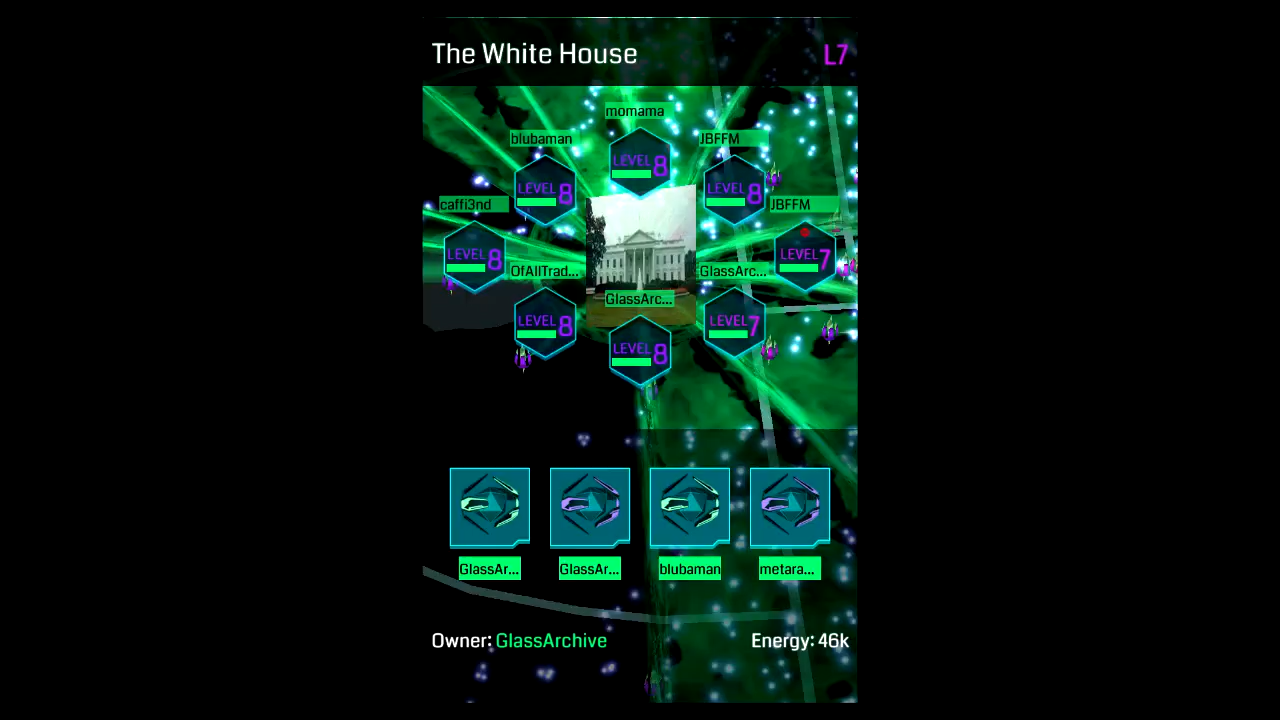 The White House
L7
momama
blubaman
JBFFM
LEVEL 8
LEVEL 8
LEVEL 8
caffi3nd
JBFFM
LEVEL 8
LEVEL 7
OfAllTrad...
GlassArc...
GlassArc...
LEVEL 8
LEVEL 7
LEVEL 8
GlassAr...
GlassAr...
blubaman
metara...
Owner: GlassArchive
Energy: 46k